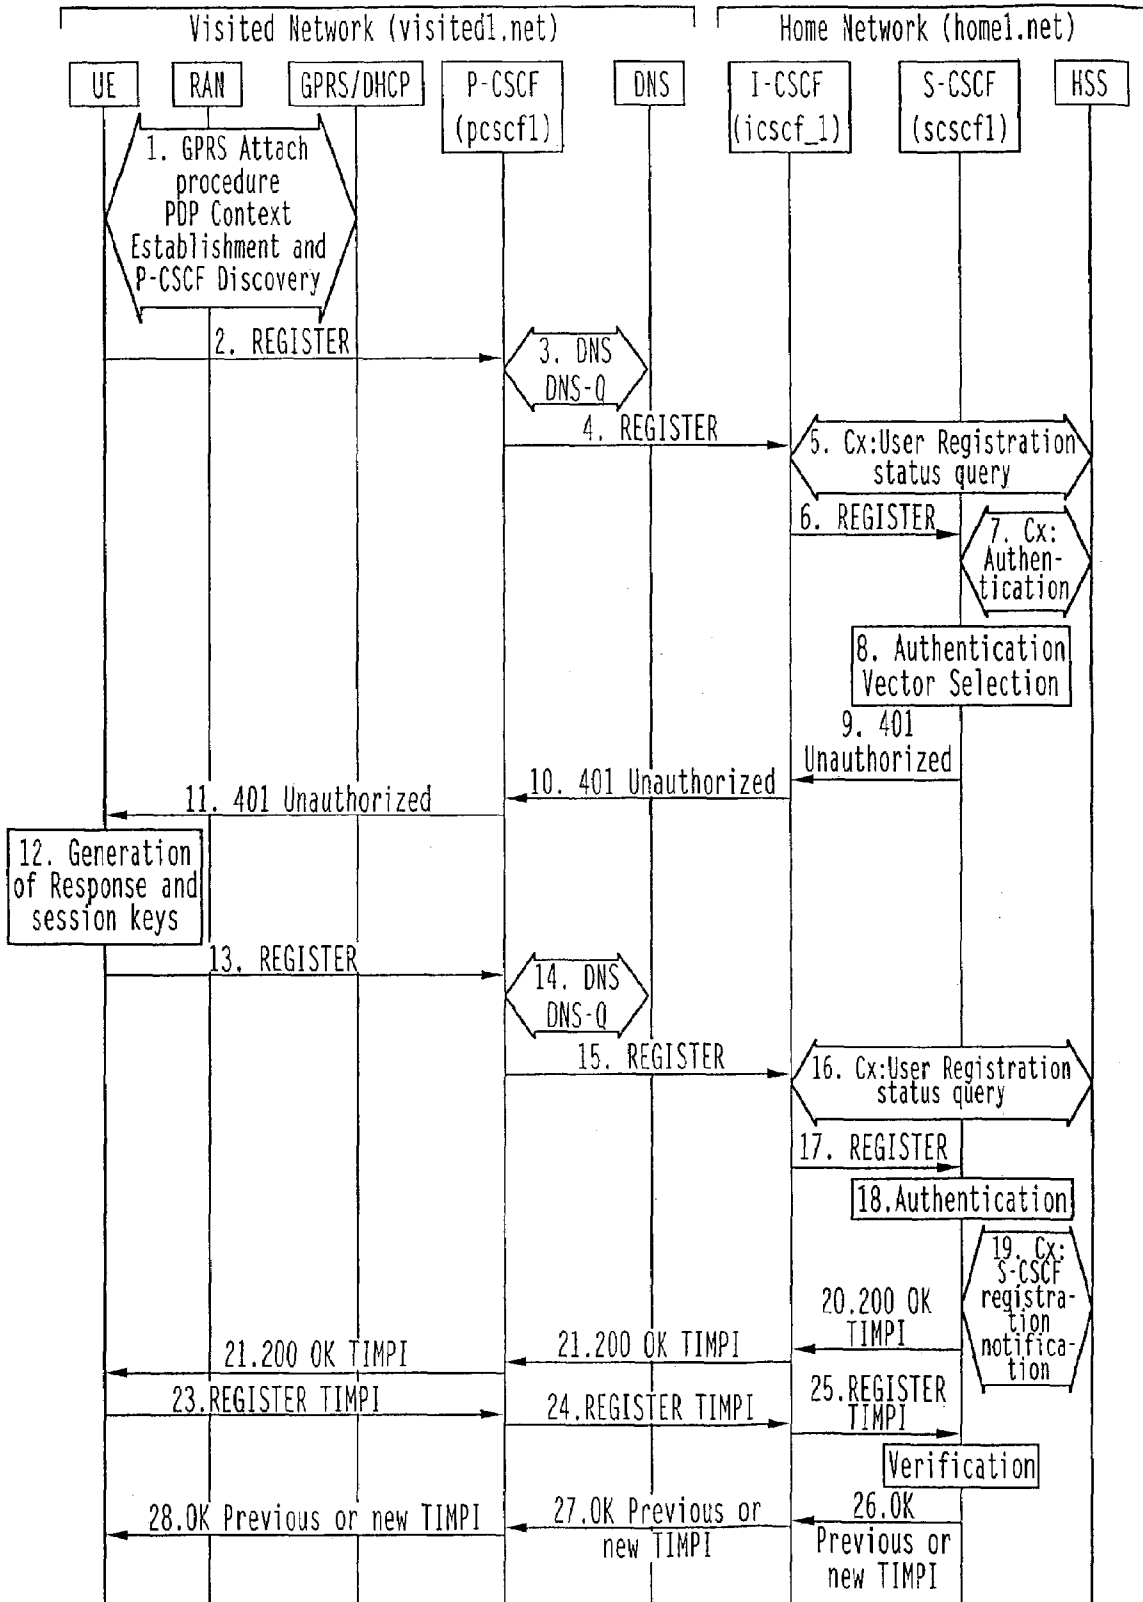 Visited Network (visited1.net)
Home Network (home1.net)
UE
RAN
GPRS/DHCP
P-CSCF
(pcscf1)
DNS
I-CSCF
(icscf_1)
S-CSCF
(scscf1)
HSS
1. GPRS Attach
procedure
PDP Context
Establishment and
P-CSCF Discovery
2. REGISTER
3. DNS
DNS-Q
4. REGISTER
5. Cx:User Registration
status query
6. REGISTER
7. Cx:
Authen-
tication
8. Authentication
Vector Selection
9. 401
Unauthorized
10. 401 Unauthorized
11. 401 Unauthorized
12. Generation
of Response and
session keys
13. REGISTER
14. DNS
DNS-Q
15. REGISTER
16. Cx:User Registration
status query
17. REGISTER
18.Authentication
19. Cx:
S-CSCF
registra-
tion
notifica-
tion
20.200 OK
TIMPI
21.200 OK TIMPI
21.200 OK TIMPI
23.REGISTER TIMPI
24.REGISTER TIMPI
25.REGISTER
TIMPI
Verification
26.OK
Previous or
new TIMPI
27.OK Previous or
new TIMPI
28.OK Previous or new TIMPI